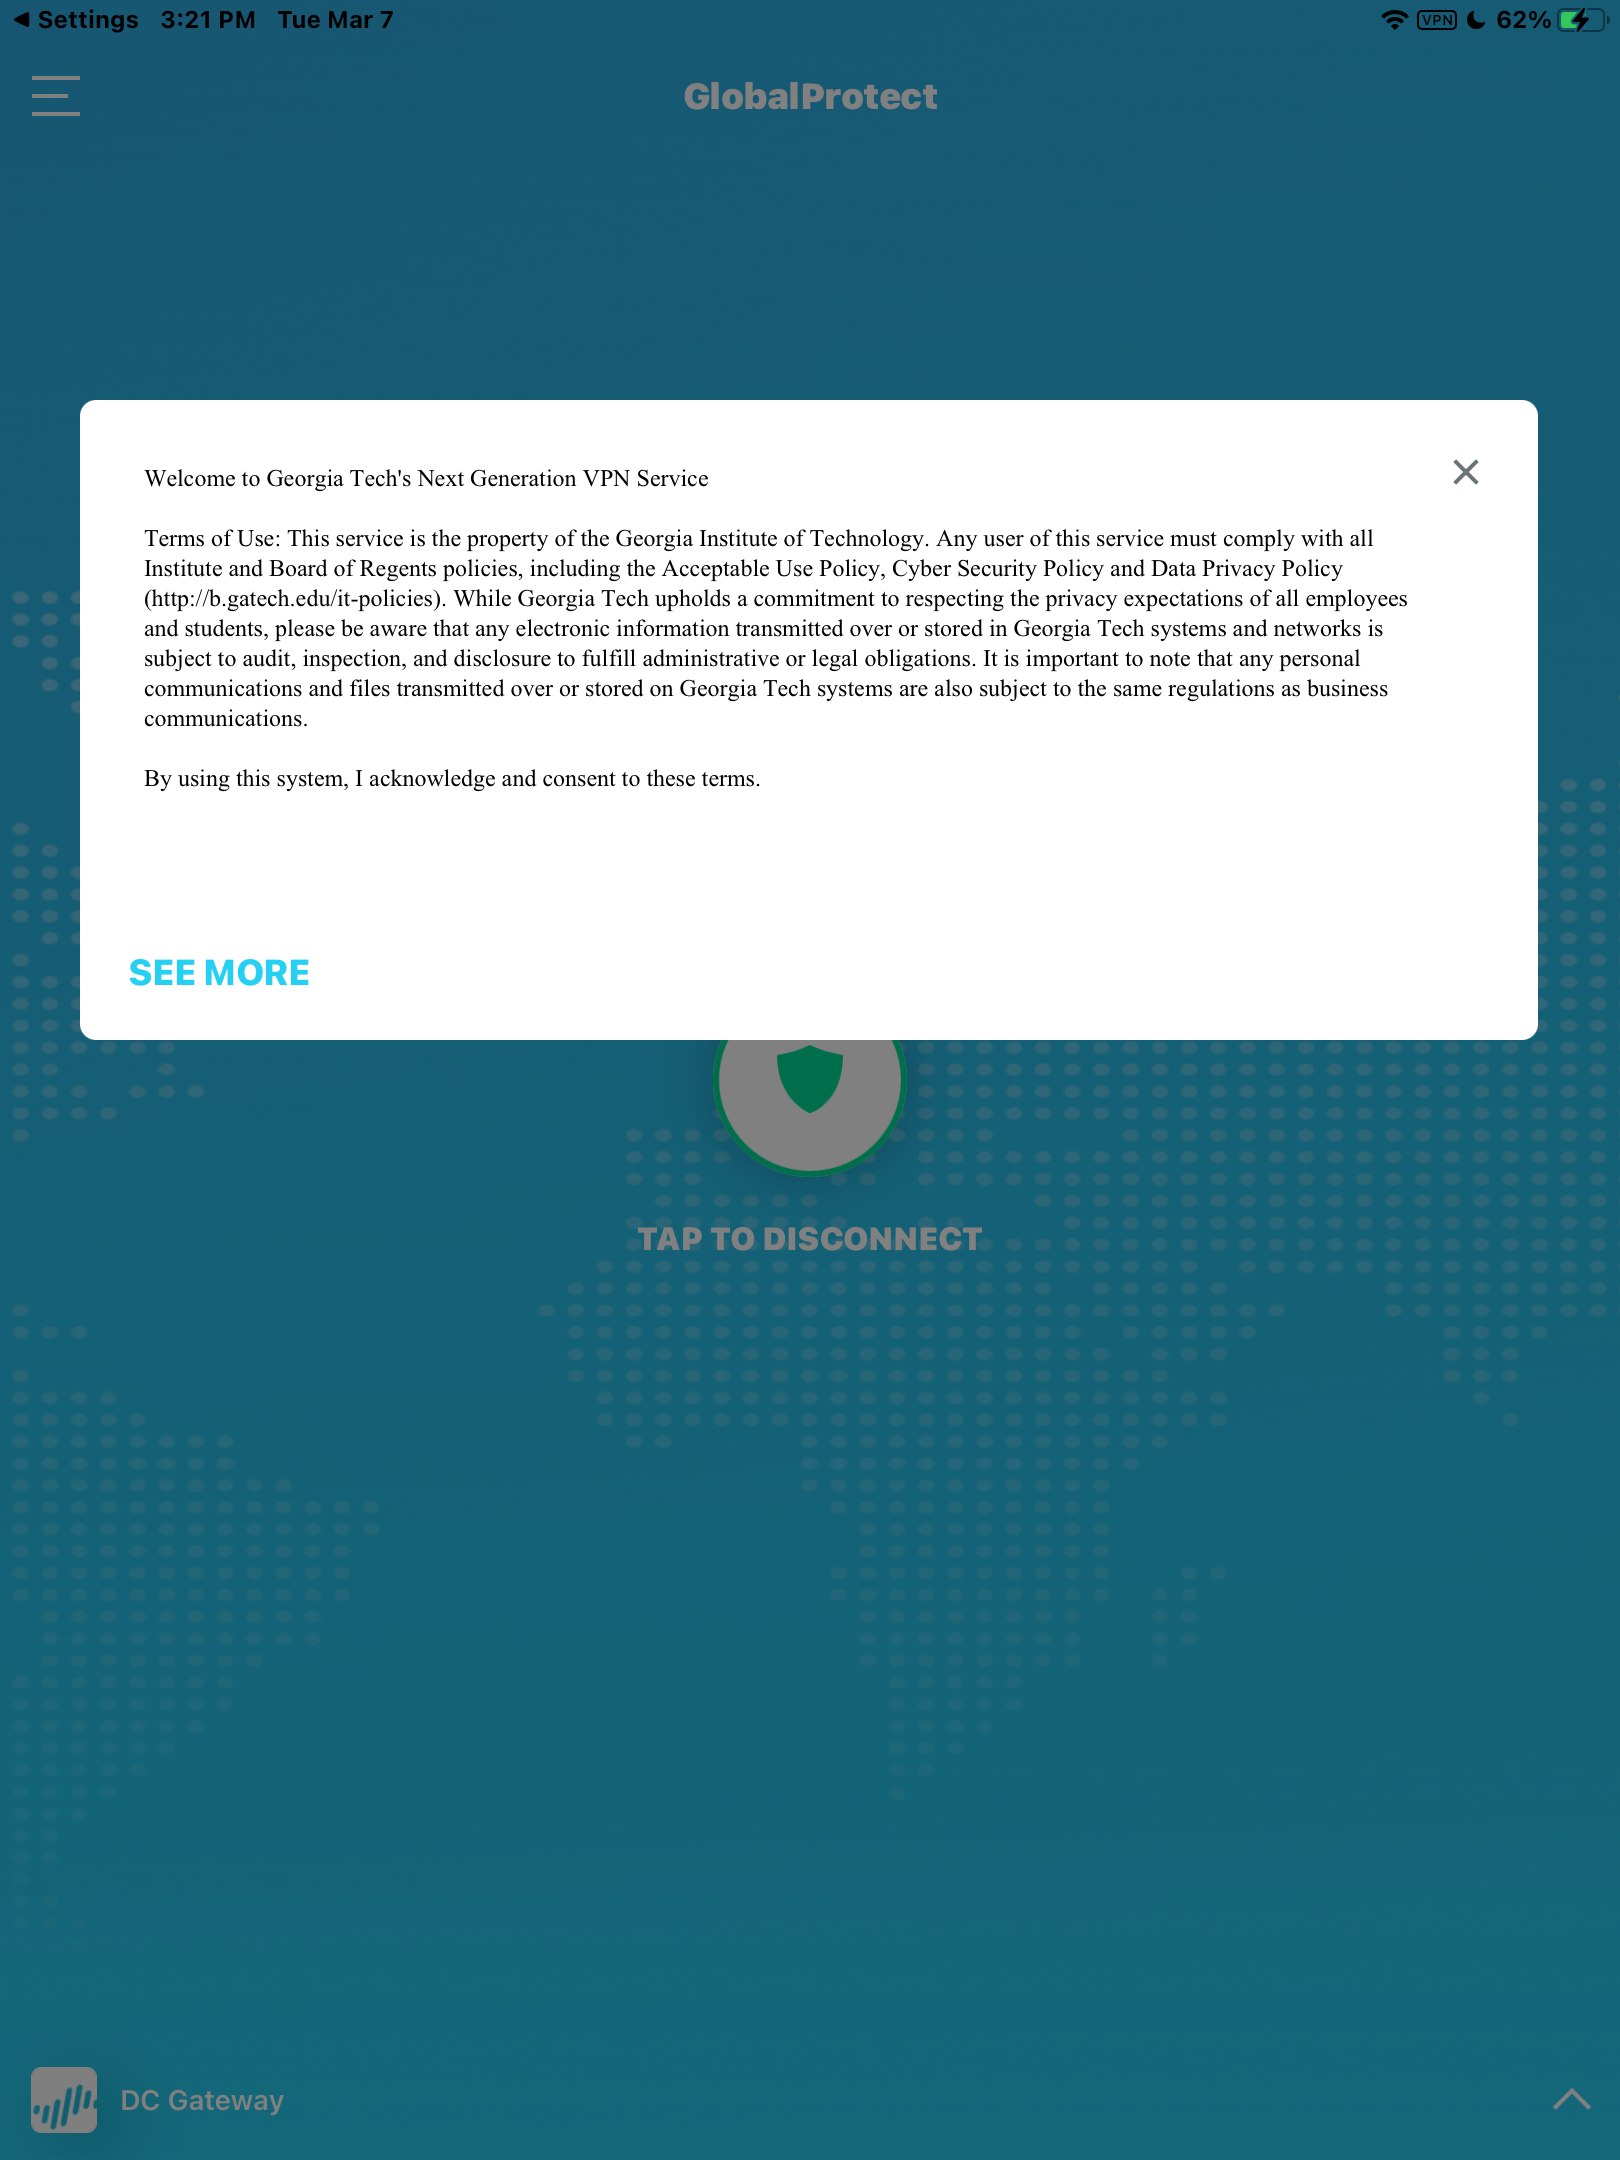 Settings 3:21 PM Tue Mar 7 VPN 62%
GlobalProtect
Welcome to Georgia Tech's Next Generation VPN Service
Terms of Use: This service is the property of the Georgia Institute of Technology. Any user of this service must comply with all
Institute and Board of Regents policies, including the Acceptable Use Policy, Cyber Security Policy and Data Privacy Policy
(http://b.gatech.edu/it-policies). While Georgia Tech upholds a commitment to respecting the privacy expectations of all employees
and students, please be aware that any electronic information transmitted over or stored in Georgia Tech systems and networks is
subject to audit, inspection, and disclosure to fulfill administrative or legal obligations. It is important to note that any personal
communications and files transmitted over or stored on Georgia Tech systems are also subject to the same regulations as business
communications.
By using this system, I acknowledge and consent to these terms.
SEE MORE
TAP TO DISCONNECT
DC Gateway